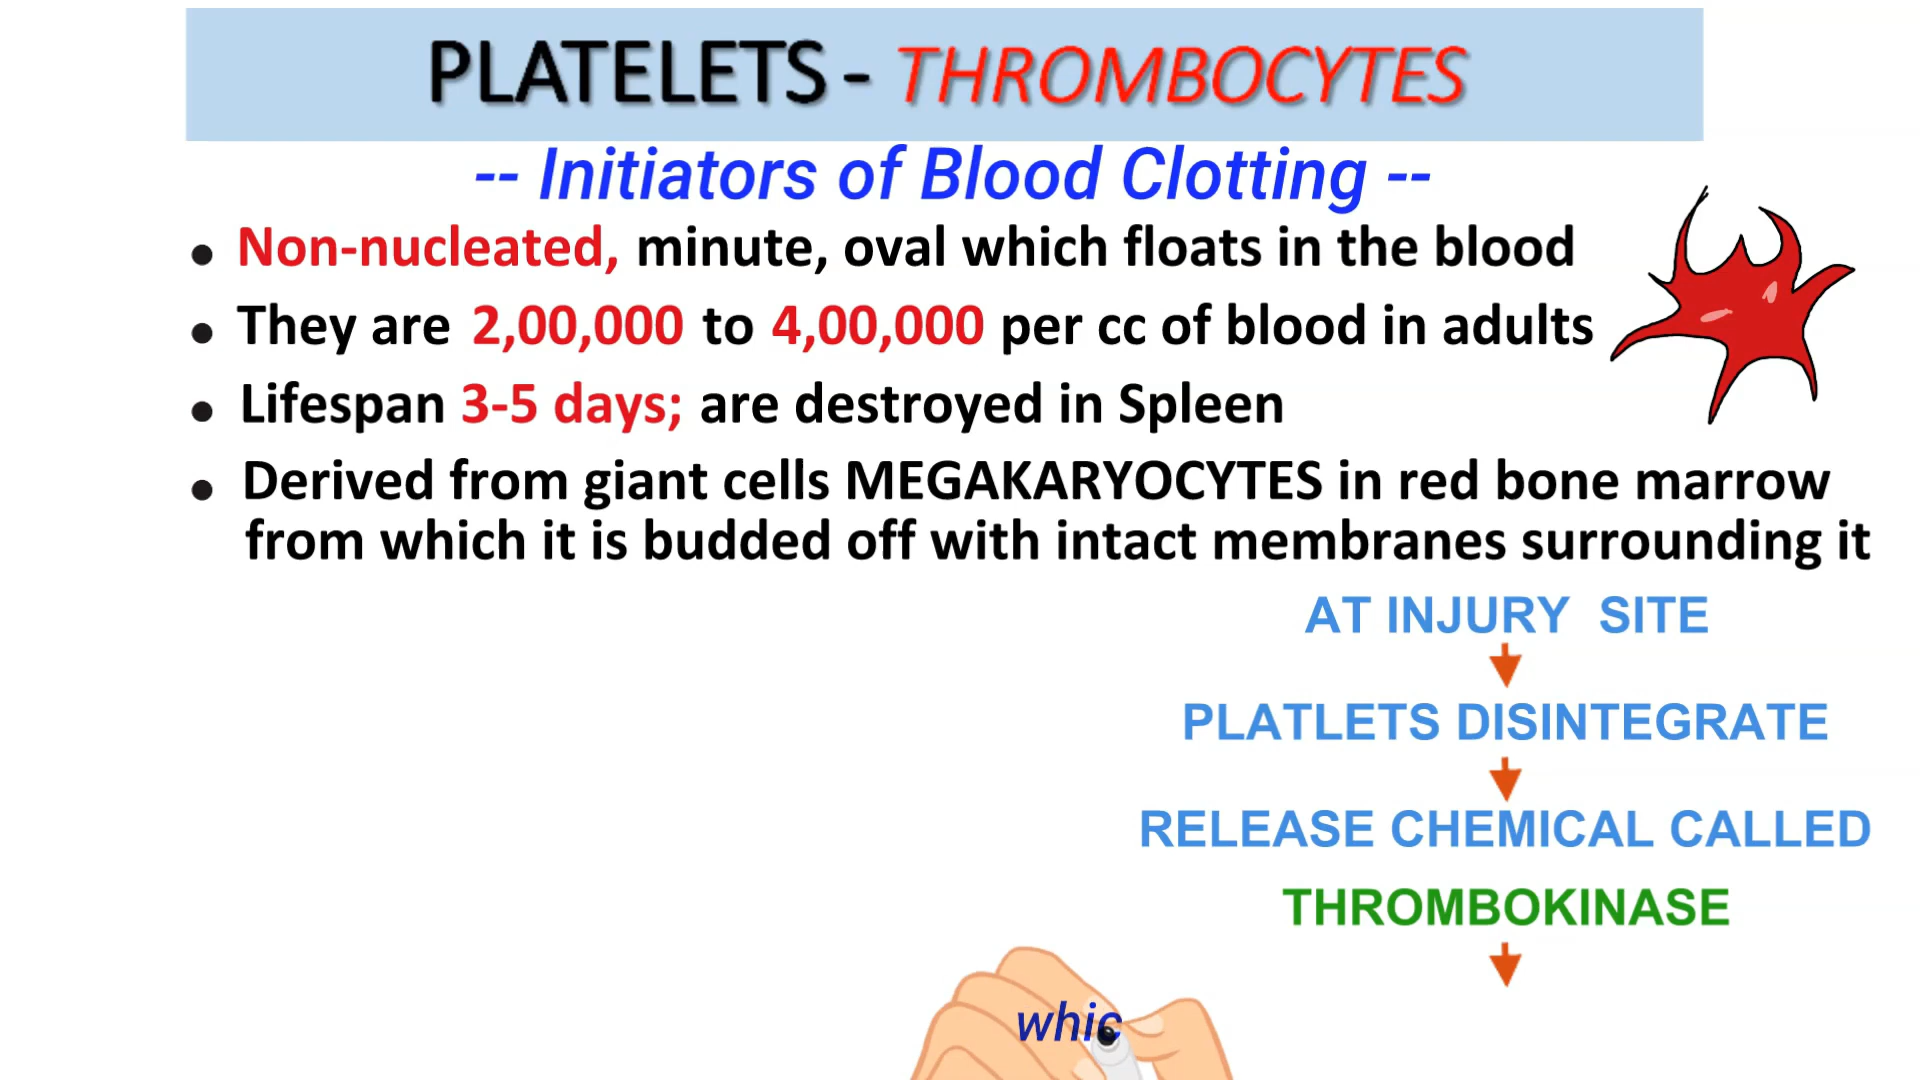 PLATELETS - THROMBOCYTES
-- Initiators of Blood Clotting --
• Non-nucleated, minute, oval which floats in the blood
• They are 2,00,000 to 4,00,000 per cc of blood in adults
• Lifespan 3-5 days; are destroyed in Spleen
• Derived from giant cells MEGAKARYOCYTES in red bone marrow
from which it is budded off with intact membranes surrounding it
AT INJURY SITE
PLATLETS DISINTEGRATE
RELEASE CHEMICAL CALLED
THROMBOKINASE
whic